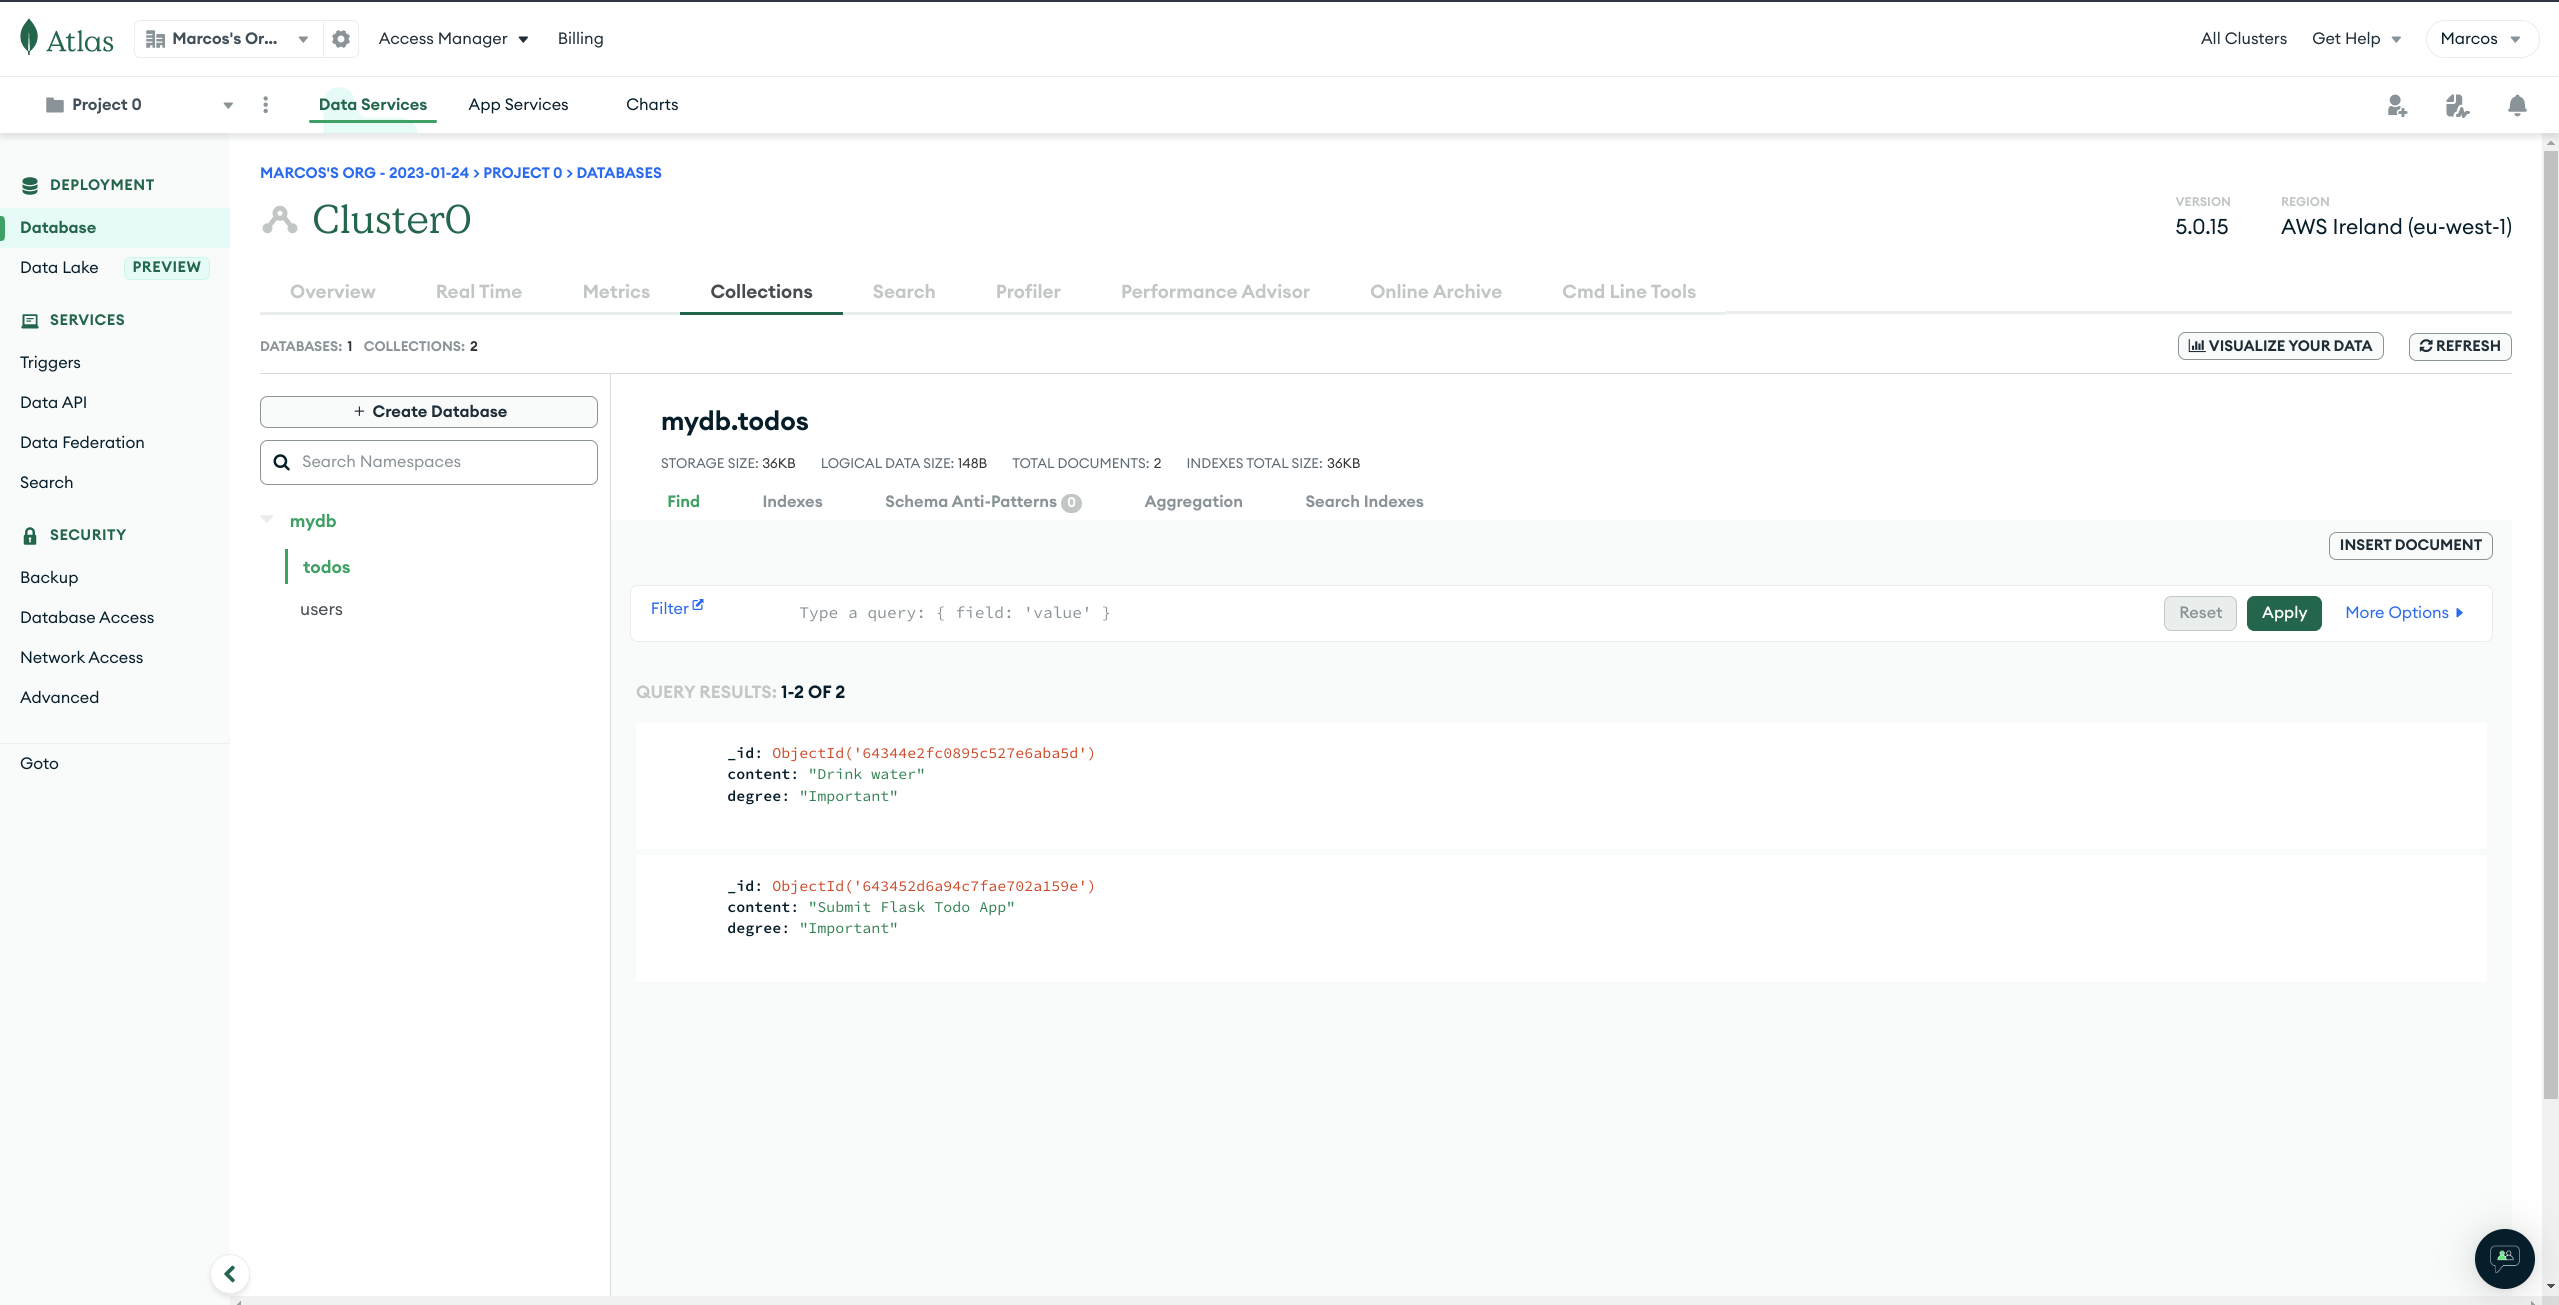 Atlas
Marcos's Or...
Access Manager
Billing
All Clusters
Get Help
Marcos
Project 0
Data Services
App Services
Charts
DEPLOYMENT
Database
Data Lake PREVIEW
SERVICES
Triggers
Data API
Data Federation
Search
SECURITY
Backup
Database Access
Network Access
Advanced
Goto
MARCOS'S ORG - 2023-01-24 > PROJECT 0 > DATABASES
Cluster0
VERSION
5.0.15
REGION
AWS Ireland (eu-west-1)
Overview
Real Time
Metrics
Collections
Search
Profiler
Performance Advisor
Online Archive
Cmd Line Tools
DATABASES: 1 COLLECTIONS: 2
VISUALIZE YOUR DATA
REFRESH
+ Create Database
Search Namespaces
mydb
todos
users
mydb.todos
STORAGE SIZE: 36KB LOGICAL DATA SIZE: 148B TOTAL DOCUMENTS: 2 INDEXES TOTAL SIZE: 36KB
Find
Indexes
Schema Anti-Patterns 0
Aggregation
Search Indexes
INSERT DOCUMENT
Filter
Type a query: { field: 'value' }
Reset
Apply
More Options
QUERY RESULTS: 1-2 OF 2
_id: ObjectId('64344e2fc0895c527e6aba5d')
content: "Drink water"
degree: "Important"
_id: ObjectId('643452d6a94c7fae702a159e')
content: "Submit Flask Todo App"
degree: "Important"